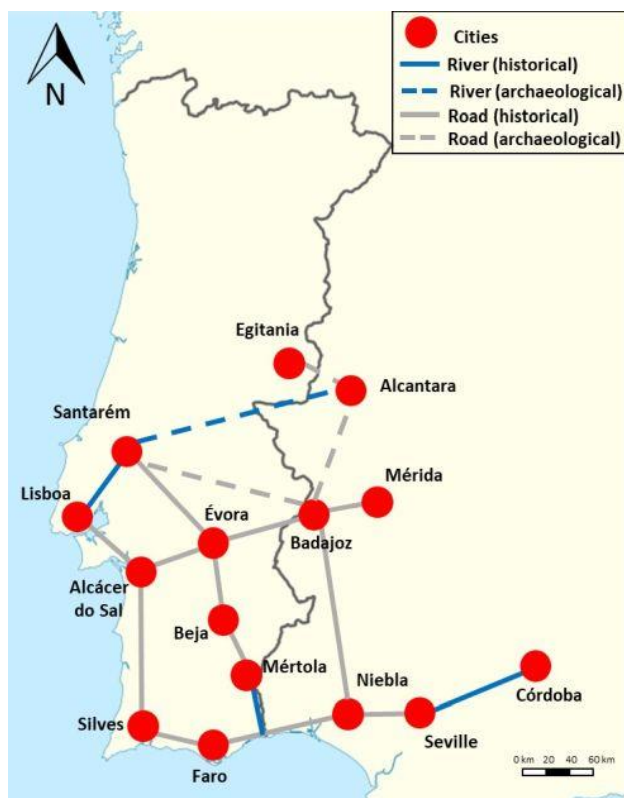 N
Cities
River (historical)
River (archaeological)
Road (historical)
Road (archaeological)
Egitania
Alcantara
Santarém
Mérida
Lisboa
Évora
Badajoz
Alcácer
do Sal
Beja
Mértola
Niebla
Córdoba
Silves
Seville
Faro
0 km 20 40 60 km